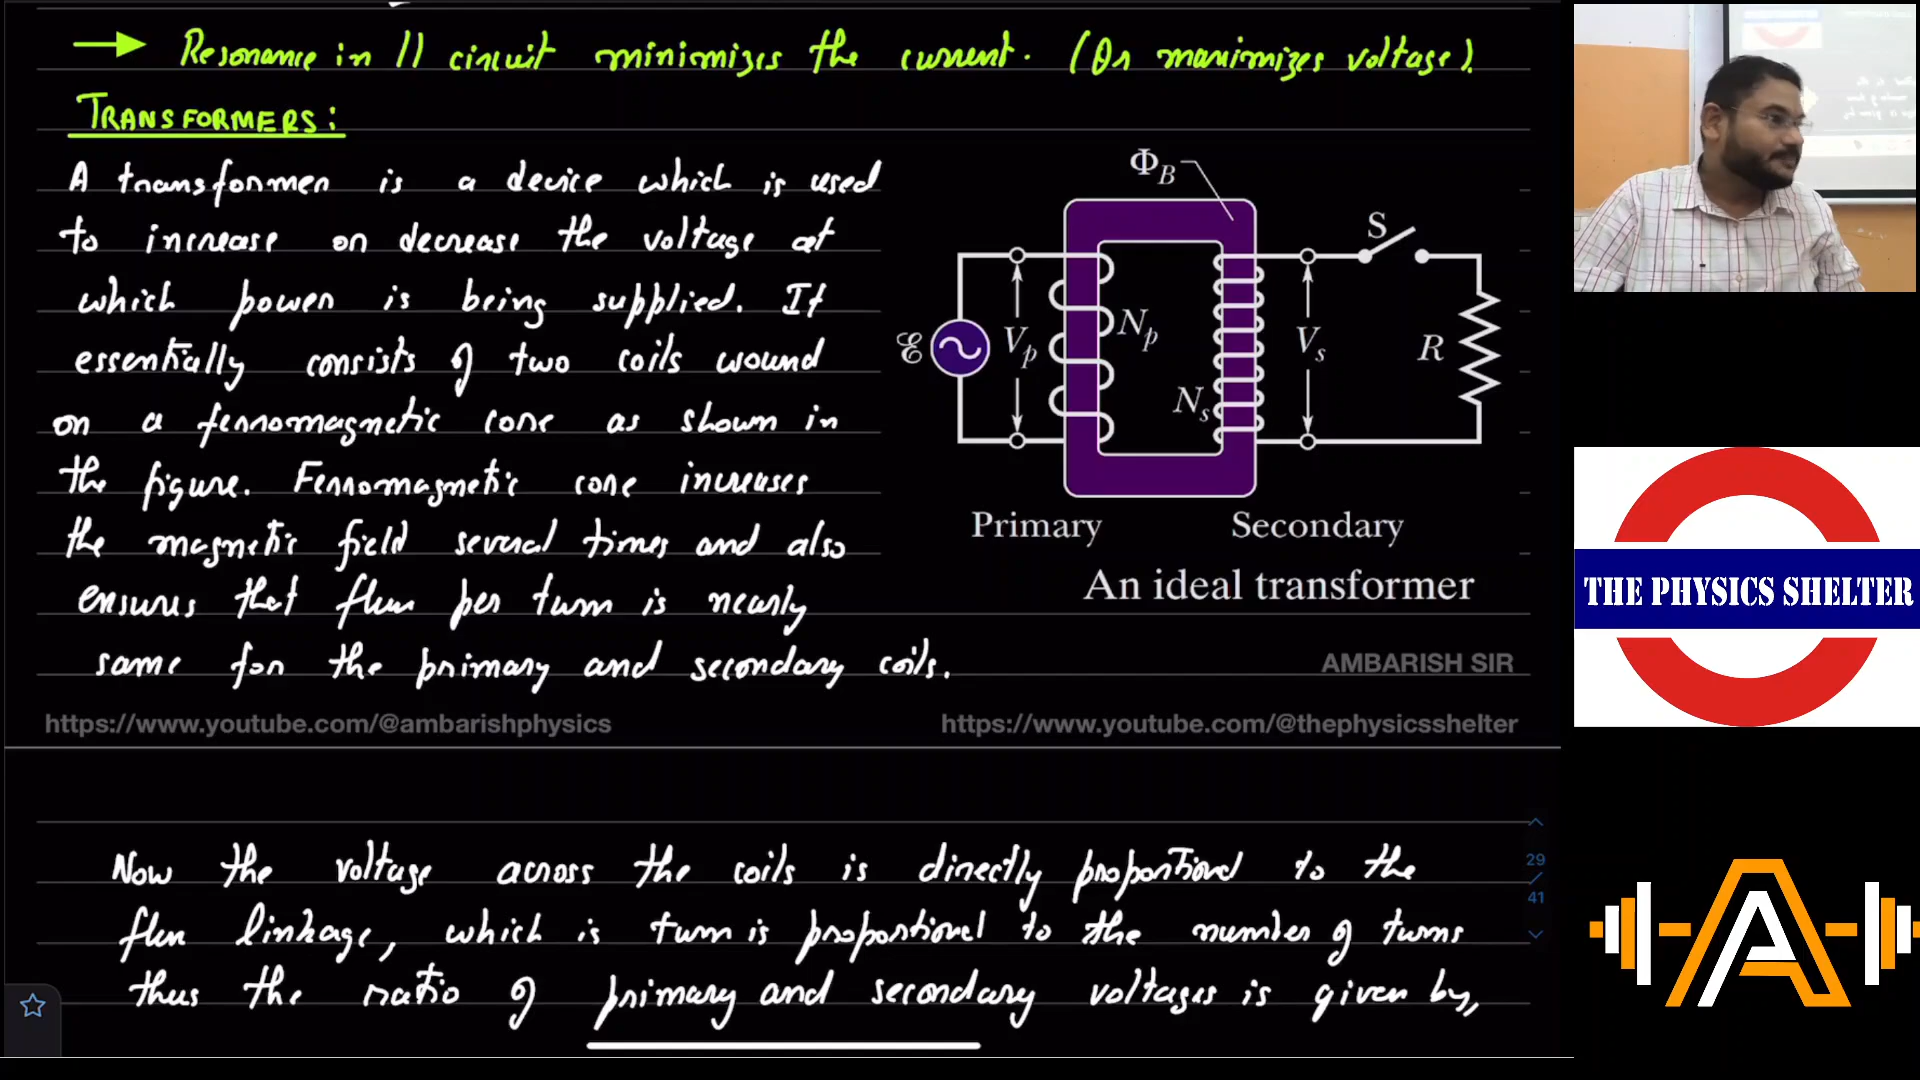 → Resonance in || circuit minimizes the current. (Or maximizes voltage).
TRANSFORMERS:
A transformer is a device which is used
to increase or decrease the voltage at
which power is being supplied. It
essentially consists of two coils wound
on a ferromagnetic core as shown in
the figure. Ferromagnetic core increases
the magnetic field several times and also
ensures that flux per turn is nearly
same for the primary and secondary coils.
Φ_B
S
ℰ
V_p
N_p
N_s
V_s
R
Primary
Secondary
An ideal transformer
AMBARISH SIR
https://www.youtube.com/@ambarishphysics
https://www.youtube.com/@thephysicsshelter
Now the voltage across the coils is directly proportional to the
flux linkage, which is turn is proportional to the number of turns
thus the ratio of primary and secondary voltages is given by,
29
/
41
THE PHYSICS SHELTER
A